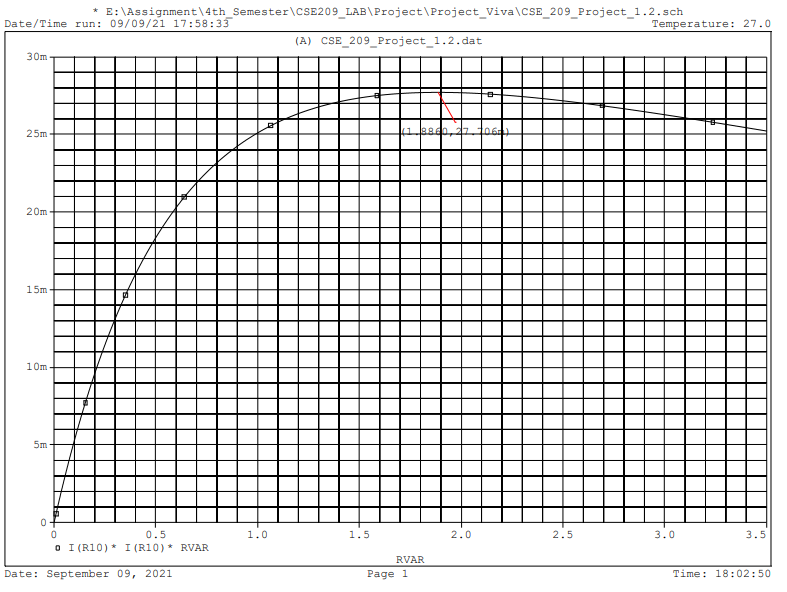 * E:\Assignment\4th_Semester\CSE209_LAB\Project\Project_Viva\CSE_209_Project_1.2.sch
Date/Time run: 09/09/21 17:58:33 Temperature: 27.0
(A) CSE_209_Project_1.2.dat
30m
25m
(1.8860,27.706m)
20m
15m
10m
5m
0
0 0.5 1.0 1.5 2.0 2.5 3.0 3.5
I(R10)* I(R10)* RVAR
RVAR
Date: September 09, 2021 Page 1 Time: 18:02:50